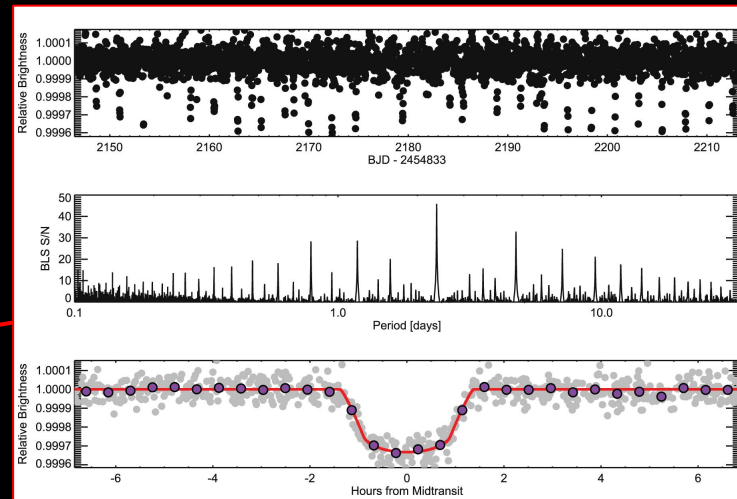 Relative Brightness
1.0001
1.0000
0.9999
0.9998
0.9997
0.9996
2150 2160 2170 2180 2190 2200 2210
BJD - 2454833
BLS S/N
50
40
30
20
10
0
0.1 1.0 10.0
Period [days]
Relative Brightness
1.0001
1.0000
0.9999
0.9998
0.9997
0.9996
-6 -4 -2 0 2 4 6
Hours from Midtransit